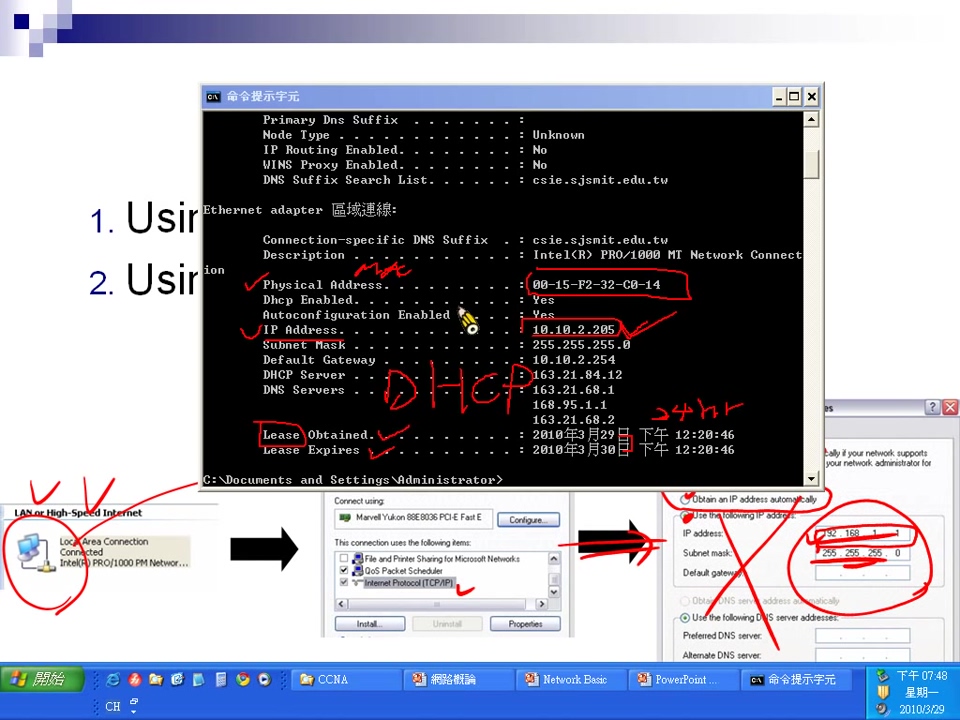 命令提示字元
Primary Dns Suffix . . . . . . . :
Node Type . . . . . . . . . . . . : Unknown
IP Routing Enabled. . . . . . . . : No
WINS Proxy Enabled. . . . . . . . : No
DNS Suffix Search List. . . . . . : csie.sjsmit.edu.tw
1. Usin
Ethernet adapter 區域連線:
Connection-specific DNS Suffix . : csie.sjsmit.edu.tw
Description . . . . . . . . . . . : Intel(R) PRO/1000 MT Network Connect
ion
2. Usin
MAC
Physical Address. . . . . . . . . : 00-15-F2-32-C0-14
Dhcp Enabled. . . . . . . . . . . : Yes
Autoconfiguration Enabled . . . . : Yes
IP Address. . . . . . . . . . . . : 10.10.2.205
Subnet Mask . . . . . . . . . . . : 255.255.255.0
Default Gateway . . . . . . . . . : 10.10.2.254
DHCP Server . . . . . . . . . . . : 163.21.84.12
DNS Servers . . . . . . . . . . . : 163.21.68.1
168.95.1.1
163.21.68.2
DHCP
24hr
Lease Obtained. . . . . . . . . . : 2010年3月29日 下午 12:20:46
Lease Expires . . . . . . . . . . : 2010年3月30日 下午 12:20:46
C:\Documents and Settings\Administrator>
LAN or High-Speed Internet
Local Area Connection
Connected
Intel(R) PRO/1000 PM Networ...
Connect using:
Marvell Yukon 88E8036 PCI-E Fast E
Configure...
This connection uses the following items:
File and Printer Sharing for Microsoft Networks
QoS Packet Scheduler
Internet Protocol (TCP/IP)
Install...
Uninstall
Properties
cally if your network supports
your network administrator for
Obtain an IP address automatically
Use the following IP address:
IP address: 192 . 168 . 1 . 1
Subnet mask: 255 . 255 . 255 . 0
Default gateway:
Obtain DNS server address automatically
Use the following DNS server addresses:
Preferred DNS server:
Alternate DNS server:
開始
CCNA
網路概論
Network Basic
PowerPoint ...
命令提示字元
CH
下午 07:48
星期一
2010/3/29